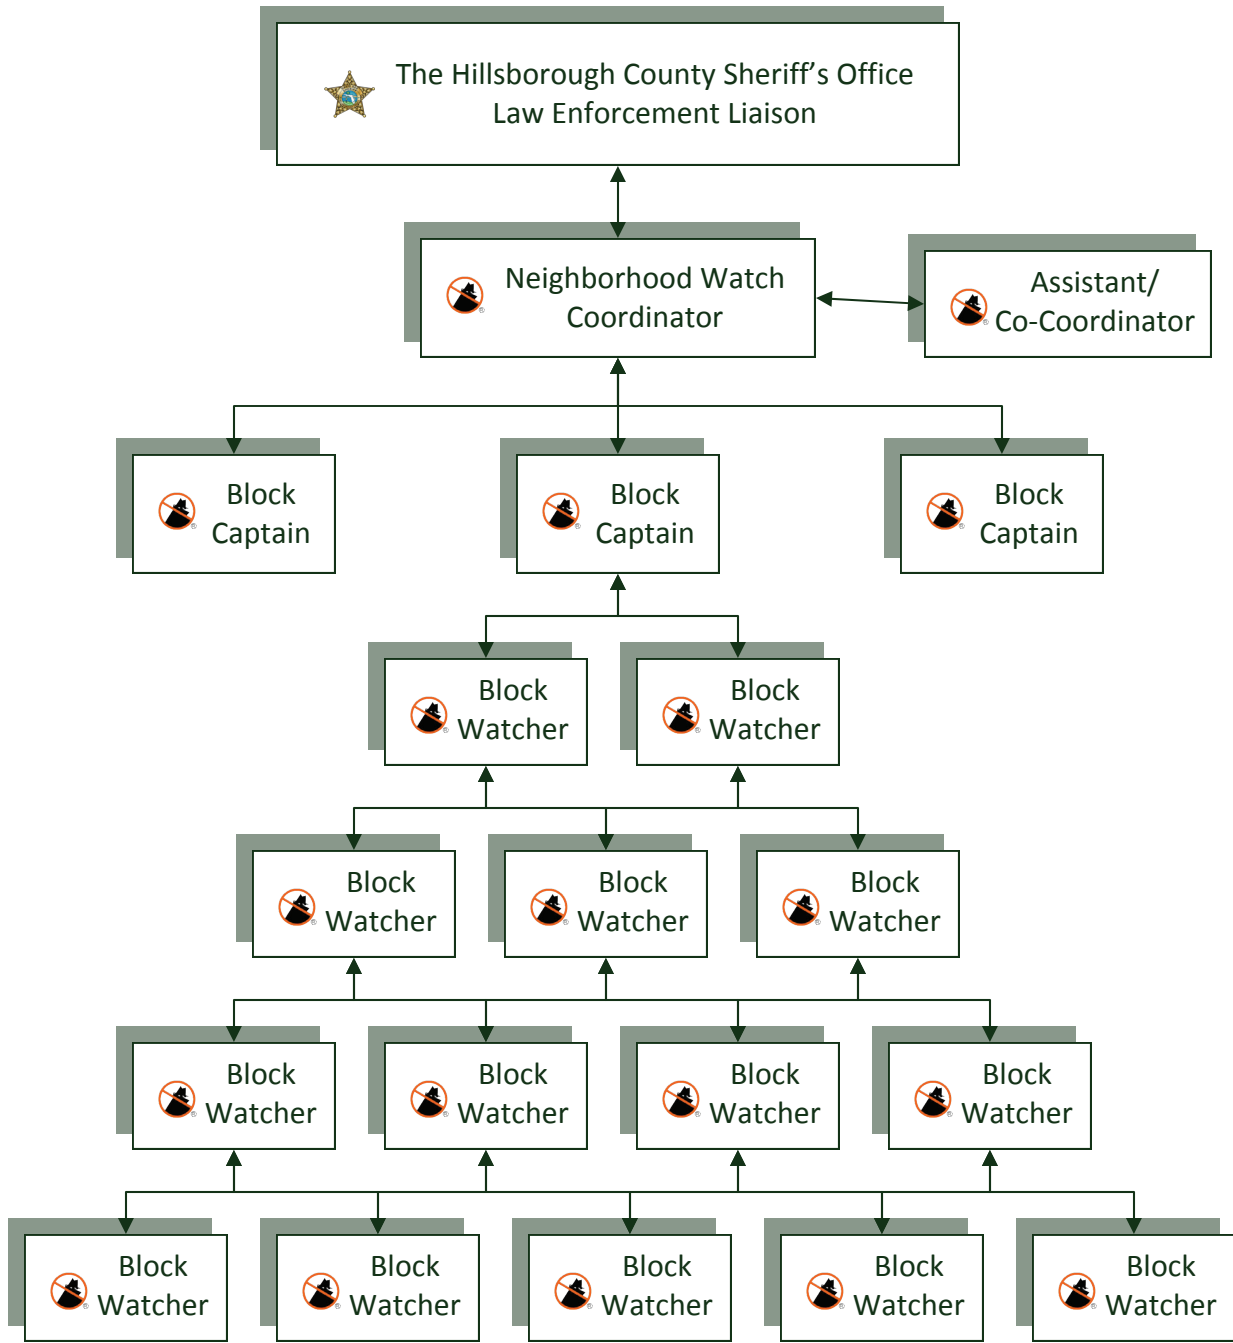 The Hillsborough County Sheriff’s Office
Law Enforcement Liaison
Neighborhood Watch
Coordinator
Assistant/
Co-Coordinator
Block
Captain
Block
Captain
Block
Captain
Block
Watcher
Block
Watcher
Block
Watcher
Block
Watcher
Block
Watcher
Block
Watcher
Block
Watcher
Block
Watcher
Block
Watcher
Block
Watcher
Block
Watcher
Block
Watcher
Block
Watcher
Block
Watcher